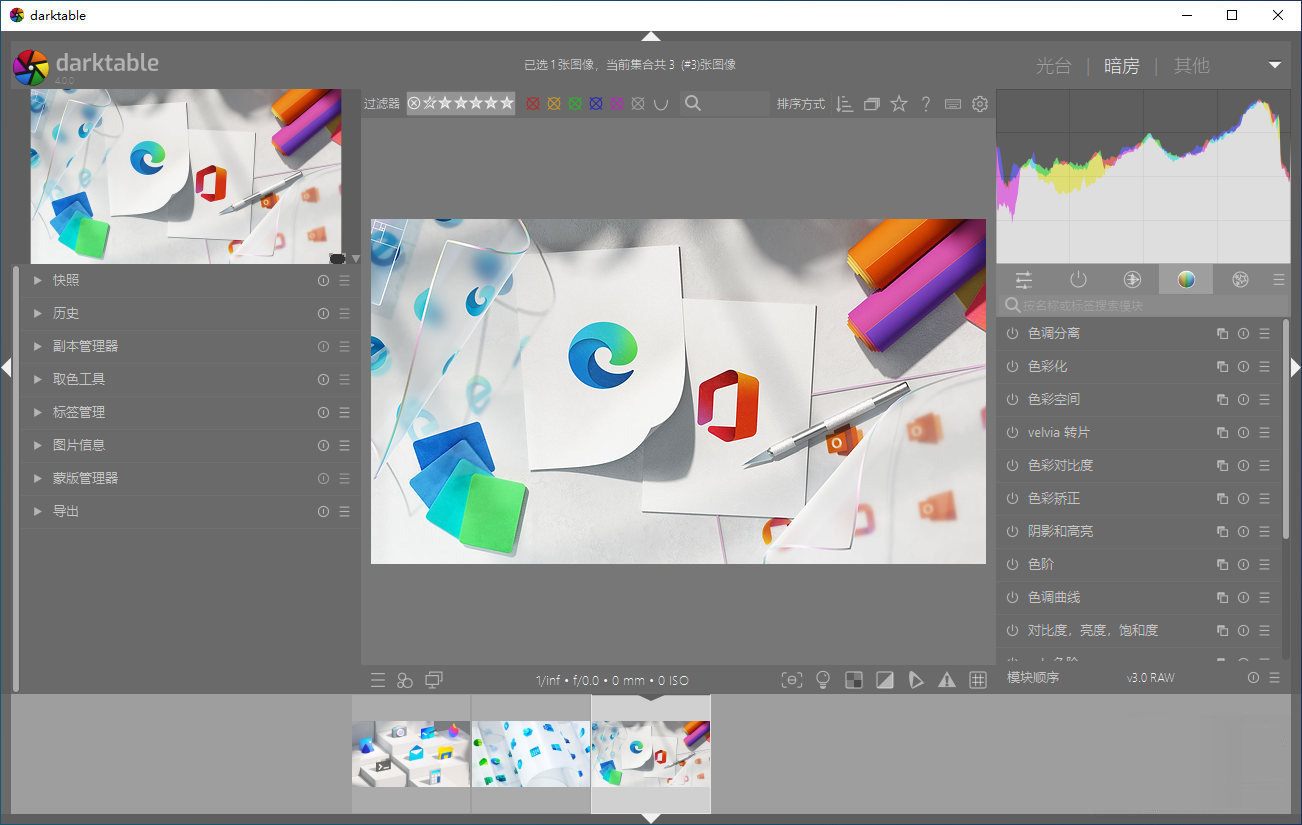 darktable
darktable
4.0.0
已选 1 张图像，当前集合共 3 (#3)张图像
光台 | 暗房 | 其他
过滤器
排序方式
快照
历史
副本管理器
取色工具
标签管理
图片信息
蒙版管理器
导出
1/inf • f/0.0 • 0 mm • 0 ISO
按名称或标签搜索模块
色调分离
色彩化
色彩空间
velvia 转片
色彩对比度
色彩矫正
阴影和高亮
色阶
色调曲线
对比度，亮度，饱和度
模块顺序
v3.0 RAW